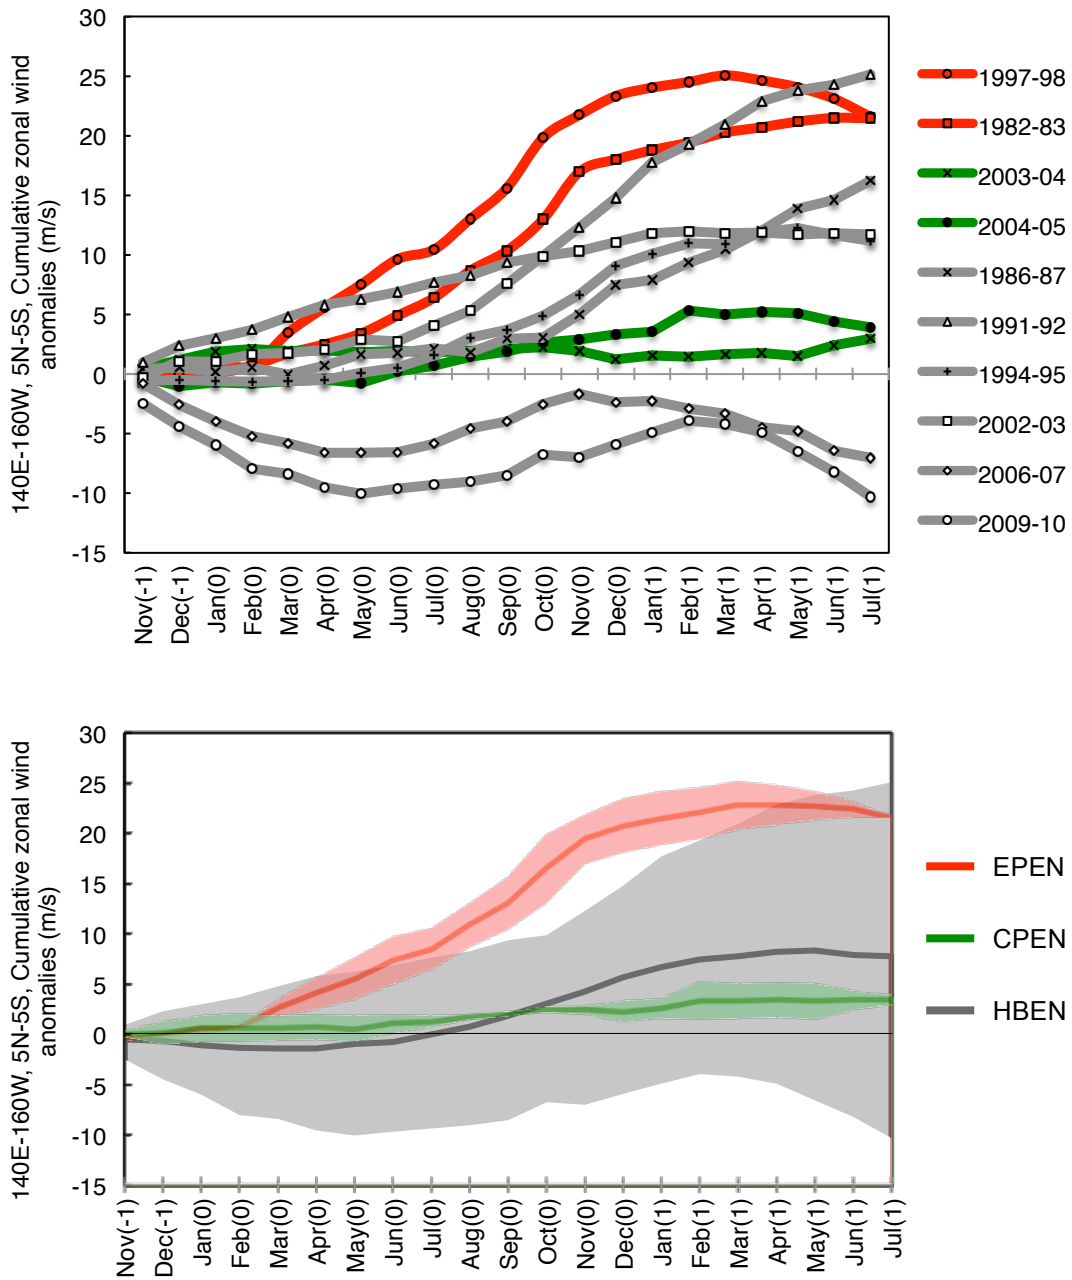 140E-160W, 5N-5S, Cumulative zonal wind
anomalies (m/s)
30
25
20
15
10
5
0
-5
-10
-15
Nov(-1)
Dec(-1)
Jan(0)
Feb(0)
Mar(0)
Apr(0)
May(0)
Jun(0)
Jul(0)
Aug(0)
Sep(0)
Oct(0)
Nov(0)
Dec(0)
Jan(1)
Feb(1)
Mar(1)
Apr(1)
May(1)
Jun(1)
Jul(1)
1997-98
1982-83
2003-04
2004-05
1986-87
1991-92
1994-95
2002-03
2006-07
2009-10
140E-160W, 5N-5S, Cumulative zonal wind
anomalies (m/s)
30
25
20
15
10
5
0
-5
-10
-15
Nov(-1)
Dec(-1)
Jan(0)
Feb(0)
Mar(0)
Apr(0)
May(0)
Jun(0)
Jul(0)
Aug(0)
Sep(0)
Oct(0)
Nov(0)
Dec(0)
Jan(1)
Feb(1)
Mar(1)
Apr(1)
May(1)
Jun(1)
Jul(1)
EPEN
CPEN
HBEN